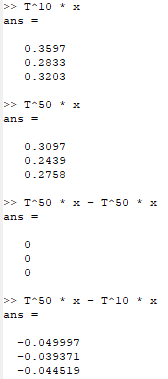 >> T^10 * x
ans =
0.3597
0.2833
0.3203
>> T^50 * x
ans =
0.3097
0.2439
0.2758
>> T^50 * x - T^50 * x
ans =
0
0
0
>> T^50 * x - T^10 * x
ans =
-0.049997
-0.039371
-0.044519